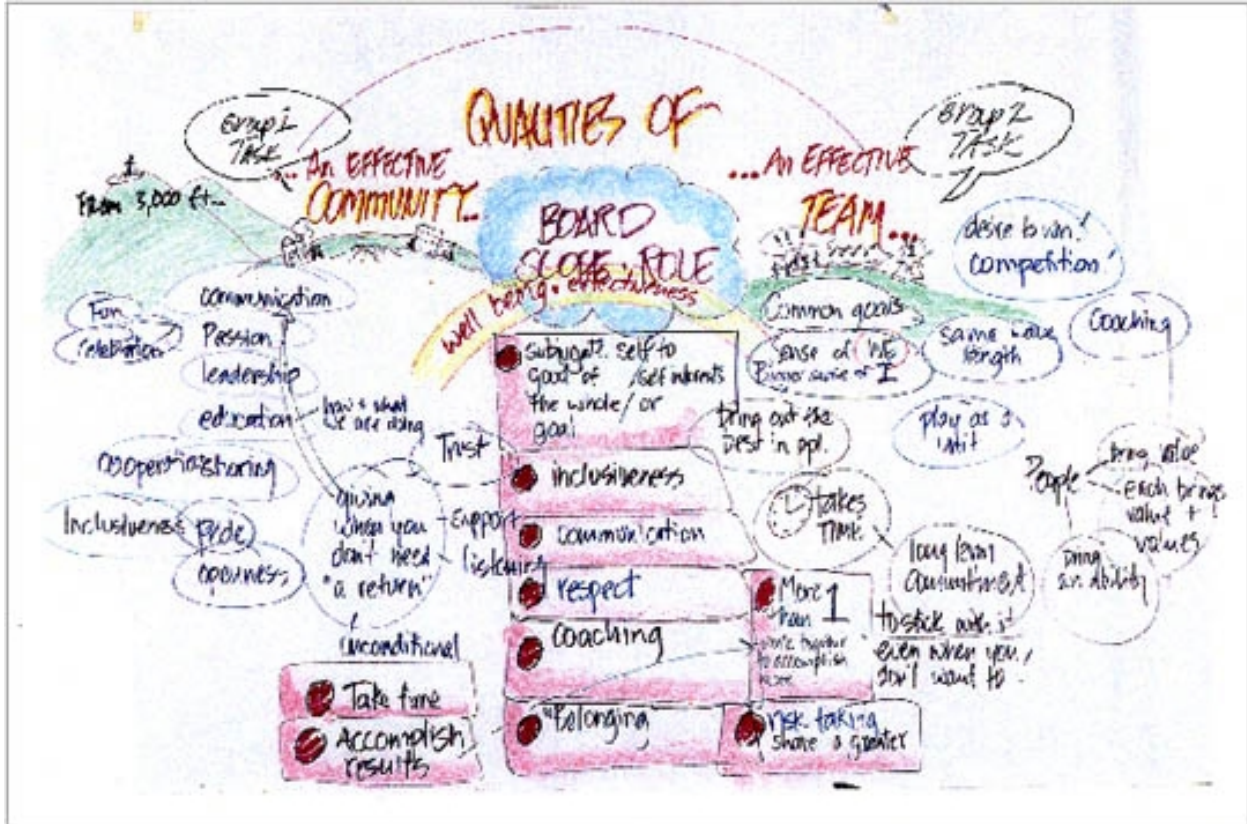 QUALITIES OF
Group 1
TASK
...An EFFECTIVE
COMMUNITY...
From 3,000 ft...
Group 2
TASK
...An EFFECTIVE
TEAM...
BOARD
SCOPE + ROLE
well being + effectiveness
communication
Fun
celebration
Passion
leadership
education
how + what
we are doing
Trust
Inclusiveness
Pride
openness
giving
when you
don't need
"a return"
support
listening
unconditional
desire to win!
competition!
Common goals
sense of WE
same wave
length
Coaching
bring out the
best in ppl.
play as a
unit
People
bring value
each brings
value +
values
bring
an ability
takes
TIME
long term
commitment
to stick with it
even when you
don't want to
self to
good of / self interests
the whole / or
goal
inclusiveness
communication
respect
coaching
Belonging
More
than 1
to accomplish
risk taking
share a greater
Take time
Accomplish
results